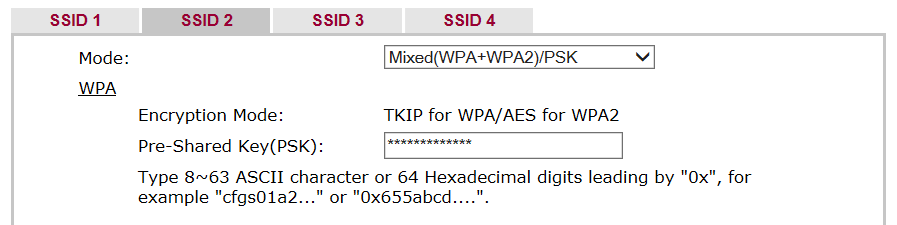 SSID 1 SSID 2 SSID 3 SSID 4
Mode: Mixed(WPA+WPA2)/PSK
WPA
Encryption Mode: TKIP for WPA/AES for WPA2
Pre-Shared Key(PSK): *************
Type 8~63 ASCII character or 64 Hexadecimal digits leading by "0x", for
example "cfgs01a2..." or "0x655abcd....".